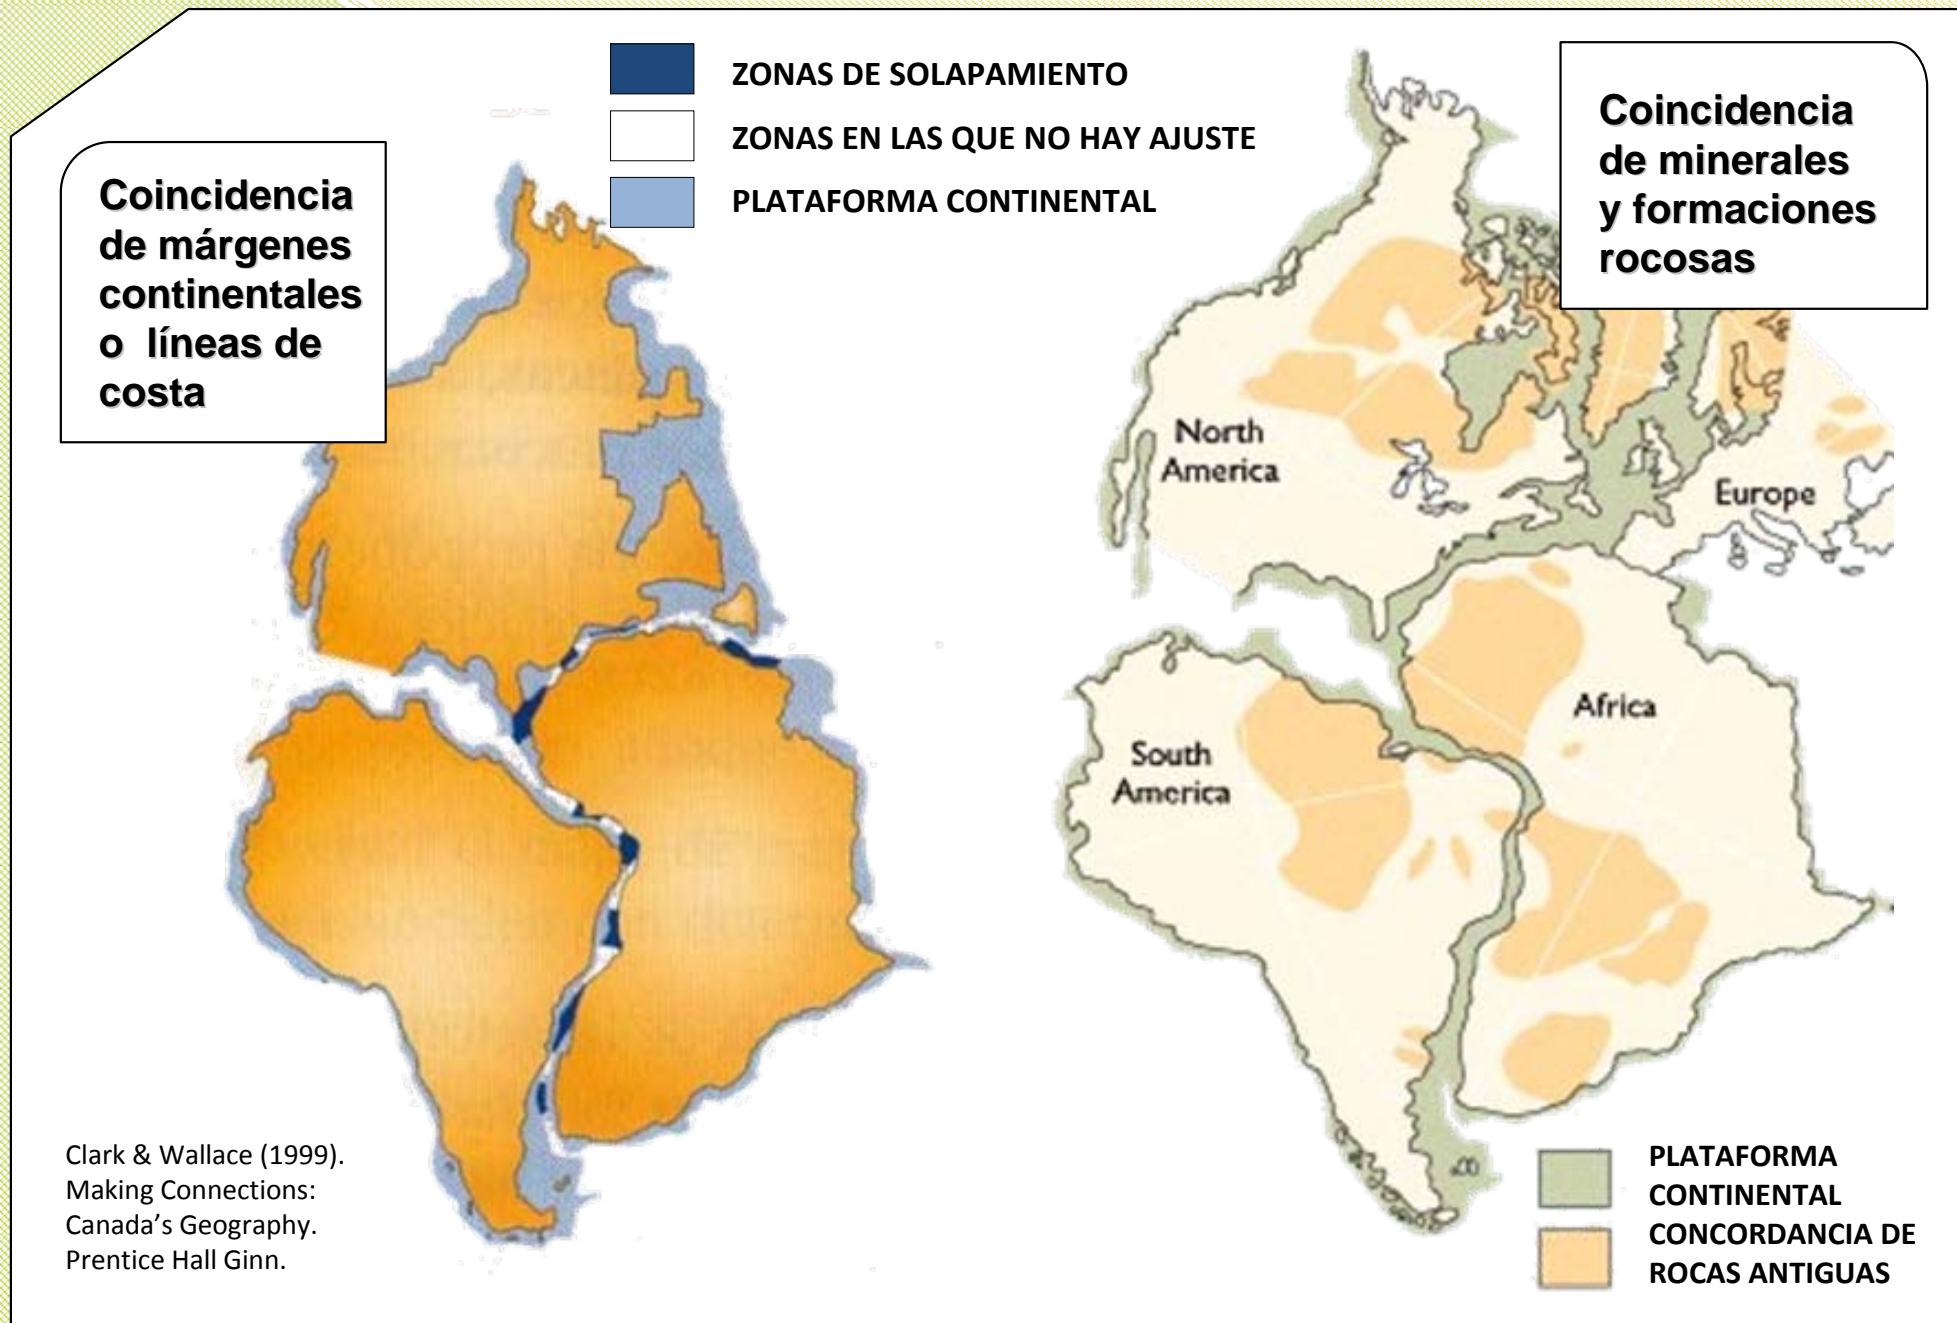 ZONAS DE SOLAPAMIENTO
ZONAS EN LAS QUE NO HAY AJUSTE
PLATAFORMA CONTINENTAL
Coincidencia
de márgenes
continentales
o líneas de
costa
Coincidencia
de minerales
y formaciones
rocosas
North
America
Europe
Africa
South
America
Clark & Wallace (1999).
Making Connections:
Canada’s Geography.
Prentice Hall Ginn.
PLATAFORMA
CONTINENTAL
CONCORDANCIA DE
ROCAS ANTIGUAS